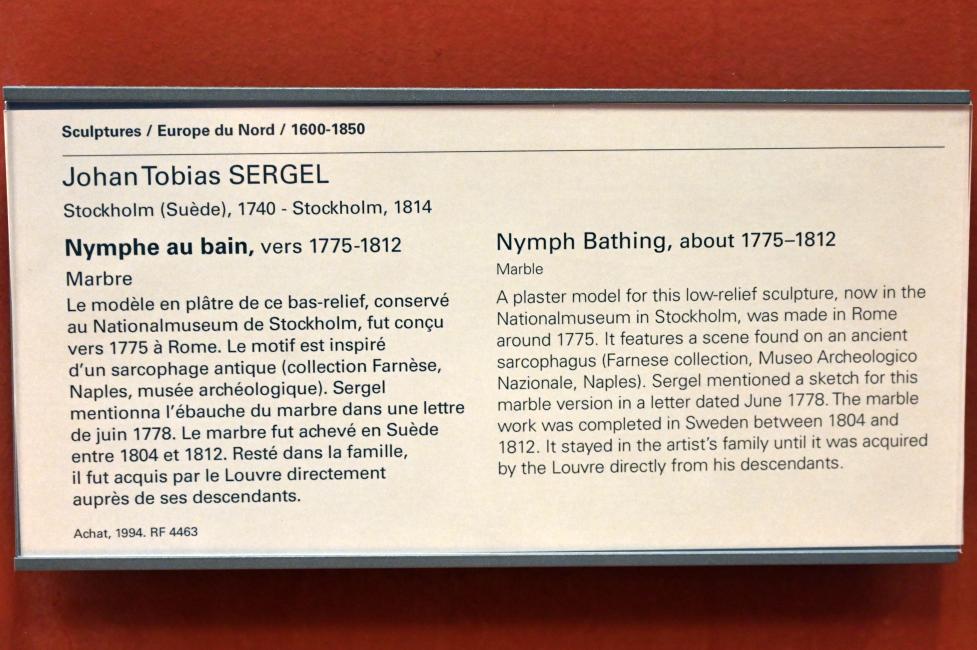 Sculptures / Europe du Nord / 1600-1850
Johan Tobias SERGEL
Stockholm (Suède), 1740 - Stockholm, 1814
Nymphe au bain, vers 1775-1812
Marbre
Le modèle en plâtre de ce bas-relief, conservé
au Nationalmuseum de Stockholm, fut conçu
vers 1775 à Rome. Le motif est inspiré
d'un sarcophage antique (collection Farnèse,
Naples, musée archéologique). Sergel
mentionna l'ébauche du marbre dans une lettre
de juin 1778. Le marbre fut achevé en Suède
entre 1804 et 1812. Resté dans la famille,
il fut acquis par le Louvre directement
auprès de ses descendants.
Achat, 1994. RF 4463
Nymph Bathing, about 1775–1812
Marble
A plaster model for this low-relief sculpture, now in the
Nationalmuseum in Stockholm, was made in Rome
around 1775. It features a scene found on an ancient
sarcophagus (Farnese collection, Museo Archeologico
Nazionale, Naples). Sergel mentioned a sketch for this
marble version in a letter dated June 1778. The marble
work was completed in Sweden between 1804 and
1812. It stayed in the artist's family until it was acquired
by the Louvre directly from his descendants.